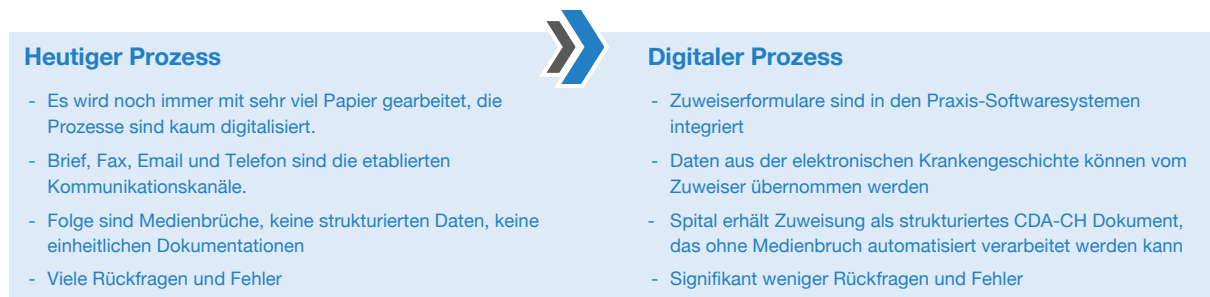 Heutiger Prozess
- Es wird noch immer mit sehr viel Papier gearbeitet, die
Prozesse sind kaum digitalisiert.
- Brief, Fax, Email und Telefon sind die etablierten
Kommunikationskanäle.
- Folge sind Medienbrüche, keine strukturierten Daten, keine
einheitlichen Dokumentationen
- Viele Rückfragen und Fehler
Digitaler Prozess
- Zuweiserformulare sind in den Praxis-Softwaresystemen
integriert
- Daten aus der elektronischen Krankengeschichte können vom
Zuweiser übernommen werden
- Spital erhält Zuweisung als strukturiertes CDA-CH Dokument,
das ohne Medienbruch automatisiert verarbeitet werden kann
- Signifikant weniger Rückfragen und Fehler